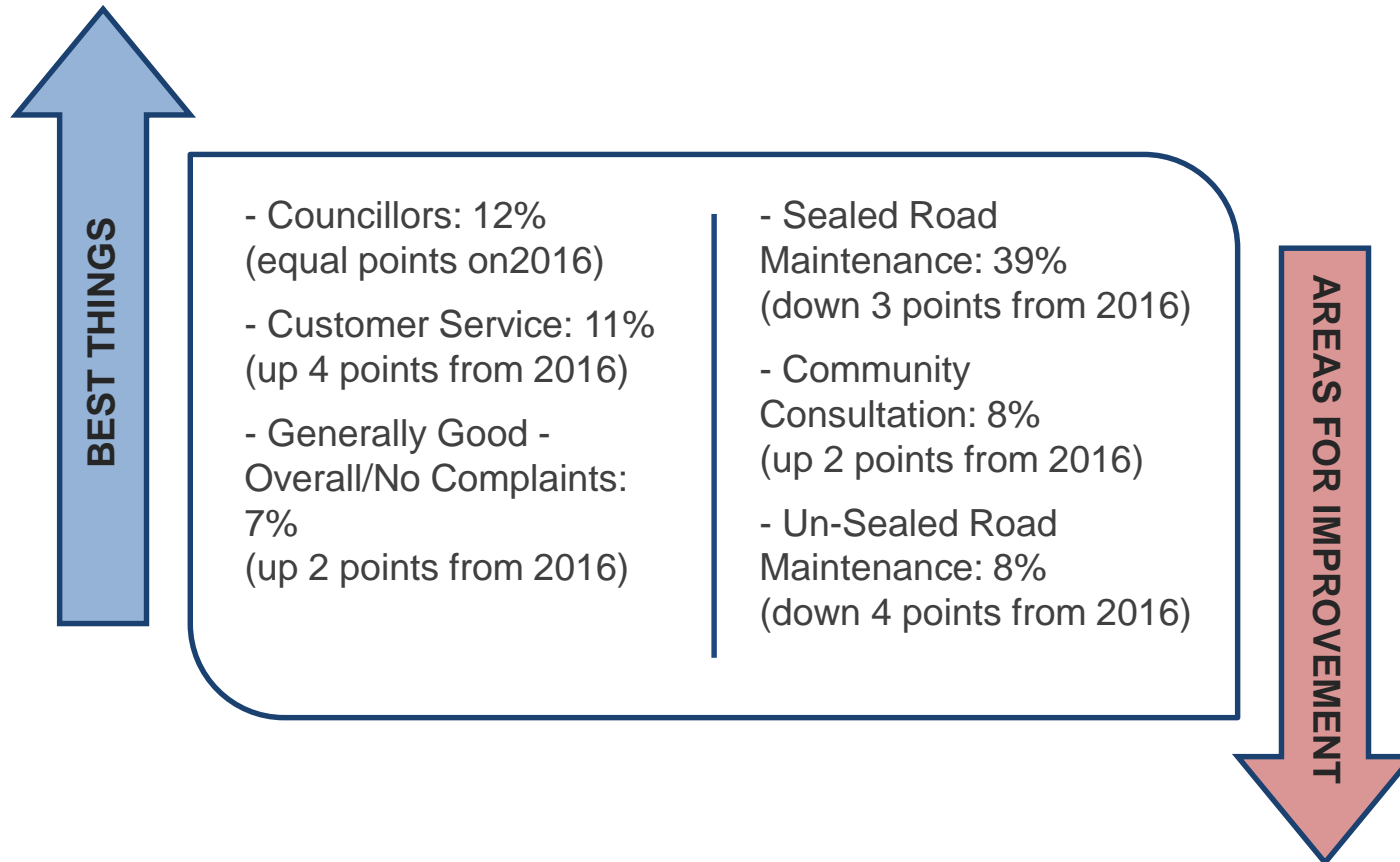 BEST THINGS
- Councillors: 12%
(equal points on2016)
- Customer Service: 11%
(up 4 points from 2016)
- Generally Good -
Overall/No Complaints:
7%
(up 2 points from 2016)
- Sealed Road
Maintenance: 39%
(down 3 points from 2016)
- Community
Consultation: 8%
(up 2 points from 2016)
- Un-Sealed Road
Maintenance: 8%
(down 4 points from 2016)
AREAS FOR IMPROVEMENT